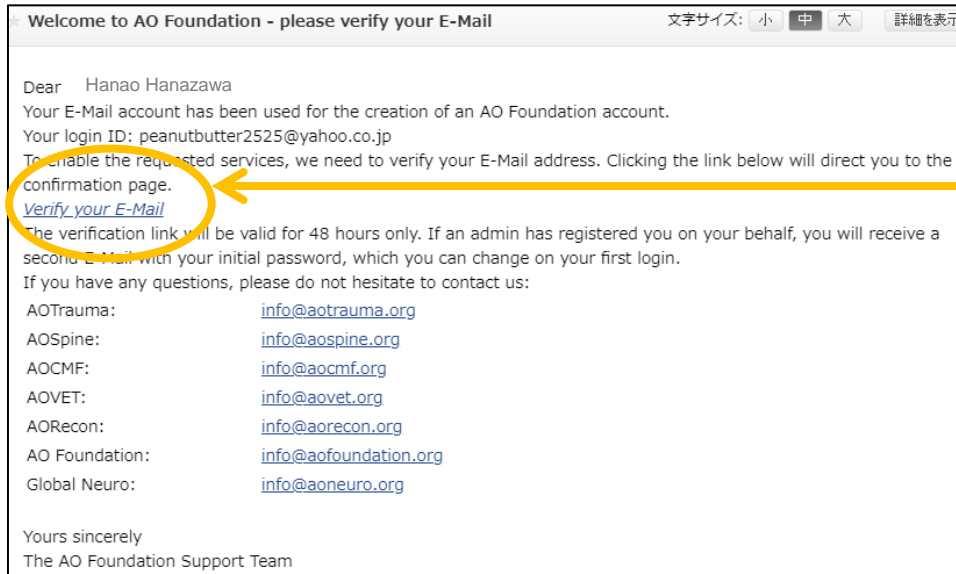 Welcome to AO Foundation - please verify your E-Mail 文字サイズ: 小 中 大 詳細を表示
Dear Hanao Hanazawa
Your E-Mail account has been used for the creation of an AO Foundation account.
Your login ID: peanutbutter2525@yahoo.co.jp
To enable the requested services, we need to verify your E-Mail address. Clicking the link below will direct you to the
confirmation page.
Verify your E-Mail
The verification link will be valid for 48 hours only. If an admin has registered you on your behalf, you will receive a
second E-Mail with your initial password, which you can change on your first login.
If you have any questions, please do not hesitate to contact us:
AOTrauma: info@aotrauma.org
AOSpine: info@aospine.org
AOCMF: info@aocmf.org
AOVET: info@aovet.org
AORecon: info@aorecon.org
AO Foundation: info@aofoundation.org
Global Neuro: info@aoneuro.org
Yours sincerely
The AO Foundation Support Team